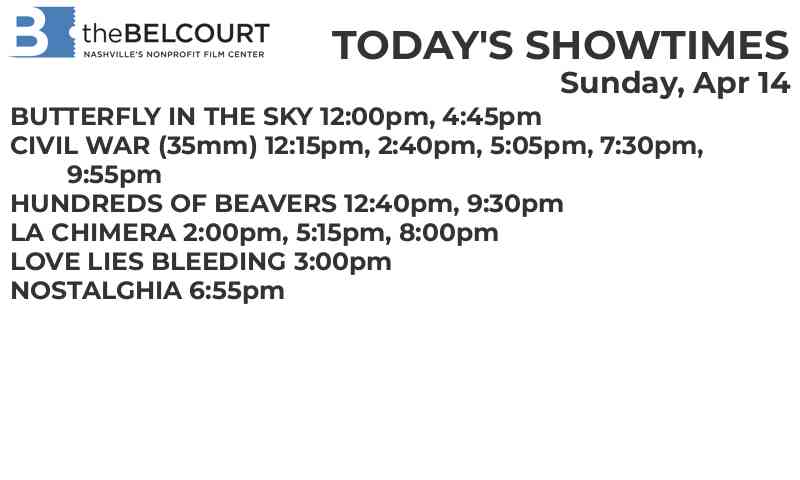 B theBELCOURT
NASHVILLE'S NONPROFIT FILM CENTER
TODAY'S SHOWTIMES
Sunday, Apr 14
BUTTERFLY IN THE SKY 12:00pm, 4:45pm
CIVIL WAR (35mm) 12:15pm, 2:40pm, 5:05pm, 7:30pm,
9:55pm
HUNDREDS OF BEAVERS 12:40pm, 9:30pm
LA CHIMERA 2:00pm, 5:15pm, 8:00pm
LOVE LIES BLEEDING 3:00pm
NOSTALGHIA 6:55pm